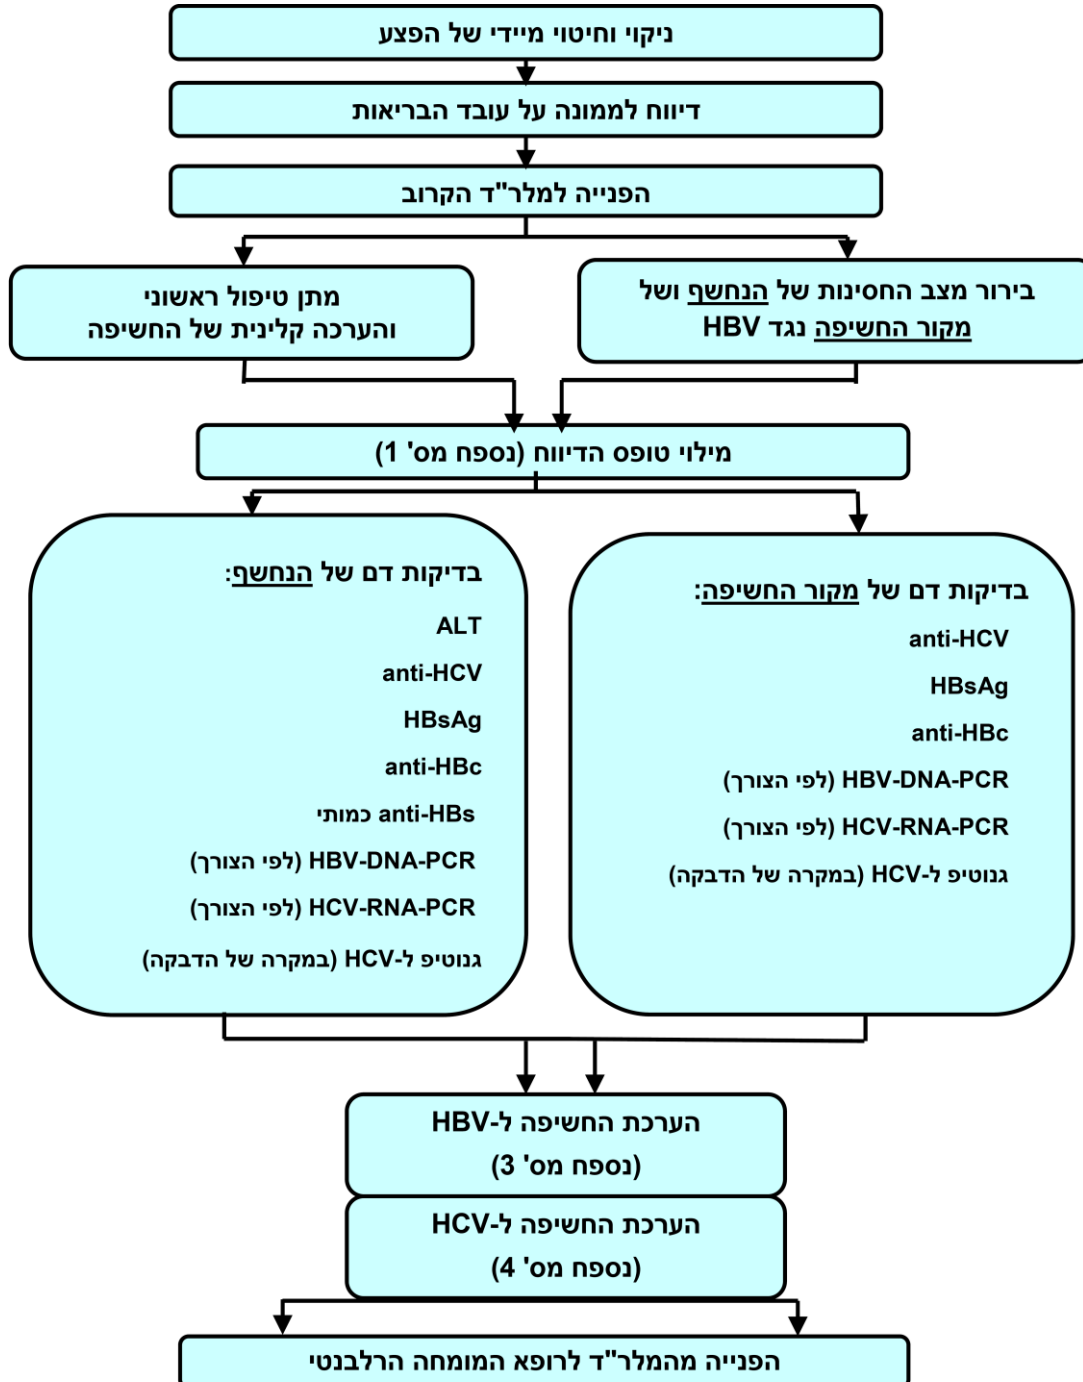 ניקוי וחיטוי מיידי של הפצע
דיווח לממונה על עובד הבריאות
הפנייה למלר"ד הקרוב
בירור מצב החסינות של הנחשף ושל
מקור החשיפה נגד HBV
מתן טיפול ראשוני
והערכה קלינית של החשיפה
מילוי טופס הדיווח (נספח מס' 1)
בדיקות דם של מקור החשיפה:
anti-HCV
HBsAg
anti-HBc
HBV-DNA-PCR (לפי הצורך)
HCV-RNA-PCR (לפי הצורך)
גנוטיפ ל-HCV (במקרה של הדבקה)
בדיקות דם של הנחשף:
ALT
anti-HCV
HBsAg
anti-HBc
anti-HBs כמותי
HBV-DNA-PCR (לפי הצורך)
HCV-RNA-PCR (לפי הצורך)
גנוטיפ ל-HCV (במקרה של הדבקה)
הערכת החשיפה ל-HBV
(נספח מס' 3)
הערכת החשיפה ל-HCV
(נספח מס' 4)
הפנייה מהמלר"ד לרופא המומחה הרלבנטי